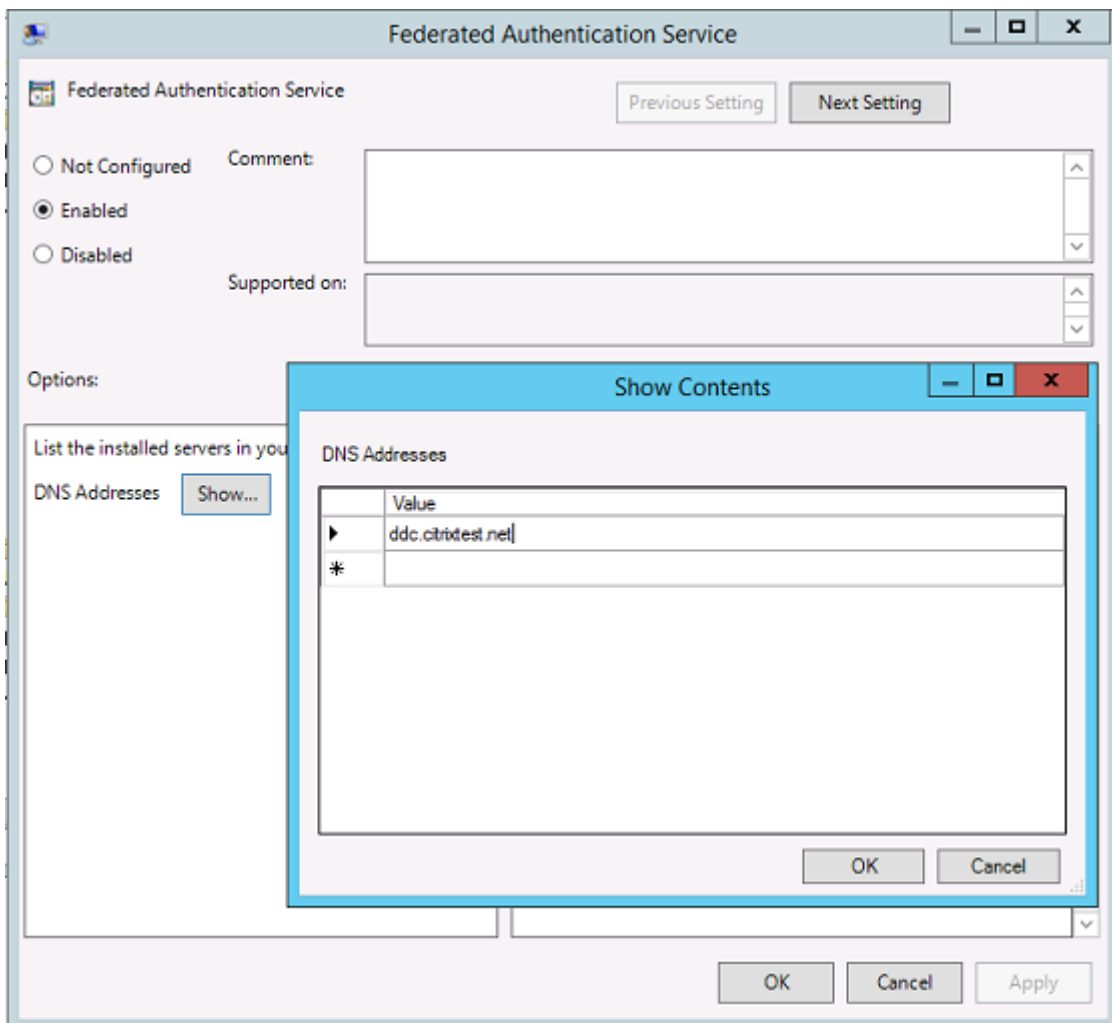 Federated Authentication Service
Federated Authentication Service
Previous Setting
Next Setting
Not Configured
Comment:
Enabled
Disabled
Supported on:
Options:
Show Contents
List the installed servers in you
DNS Addresses
DNS Addresses
Show...
Value
ddc.citrixtest.net
OK
Cancel
OK
Cancel
Apply